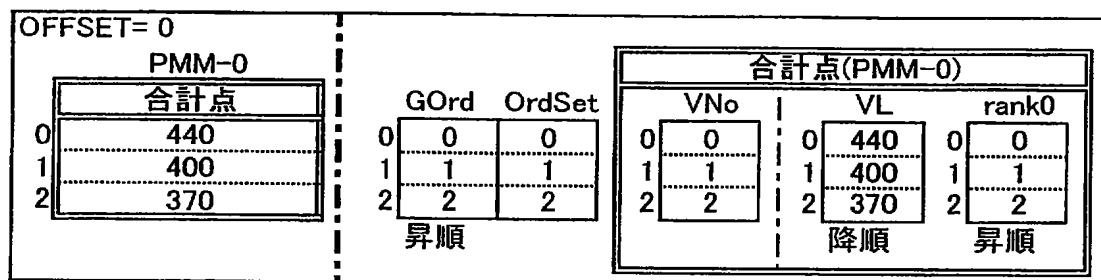 OFFSET= 0
PMM-0
合計点
0 440
1 400
2 370
GOrd OrdSet
0 0 0
1 1 1
2 2 2
昇順
合計点(PMM-0)
VNo VL rank0
0 0 0 440 0 0
1 1 1 400 1 1
2 2 2 370 2 2
降順 昇順